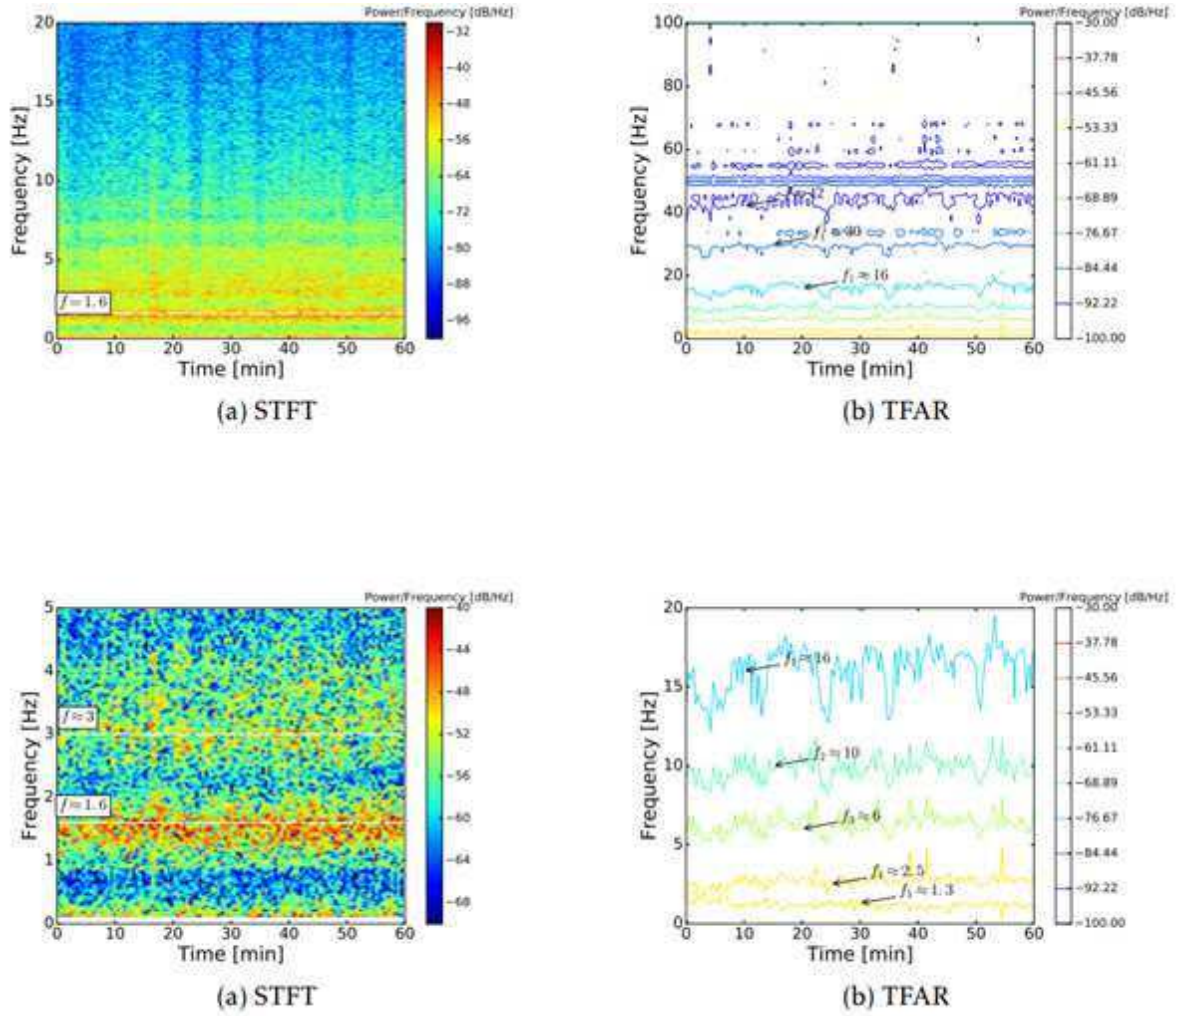 Power/Frequency [dB/Hz]
20
15
10
5
0
Frequency [Hz]
f = 1.6
0 10 20 30 40 50 60
Time [min]
−32
−40
−48
−56
−64
−72
−80
−88
−96
(a) STFT
Power/Frequency [dB/Hz]
100
80
60
40
20
0
Frequency [Hz]
f₁ ≈ 16
0 10 20 30 40 50 60
Time [min]
−30.00
−37.78
−45.56
−53.33
−61.11
−68.89
−76.67
−84.44
−92.22
−100.00
(b) TFAR
Power/Frequency [dB/Hz]
5
4
3
2
1
0
Frequency [Hz]
f ≈ 3
f ≈ 1.6
0 10 20 30 40 50 60
Time [min]
−40
−44
−48
−52
−56
−60
−64
−68
(a) STFT
Power/Frequency [dB/Hz]
20
15
10
5
0
Frequency [Hz]
f₁ ≈ 16
f₂ ≈ 10
f₃ ≈ 6
f₄ ≈ 2.5
f₅ ≈ 1.3
0 10 20 30 40 50 60
Time [min]
−30.00
−37.78
−45.56
−53.33
−61.11
−68.89
−76.67
−84.44
−92.22
−100.00
(b) TFAR